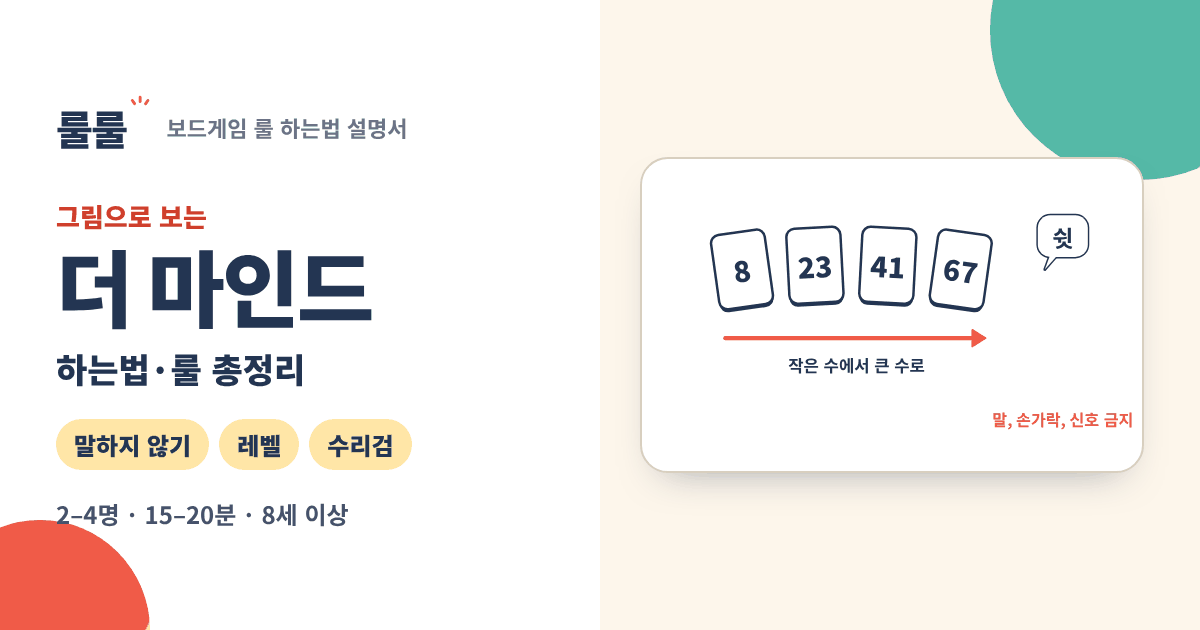 룰룰 보드게임 룰 하는법 설명서
그림으로 보는
더 마인드
하는법·룰 총정리
말하지 않기 레벨 수리검
2–4명 · 15–20분 · 8세 이상
8 23 41 67
쉿
작은 수에서 큰 수로
말, 손가락, 신호 금지